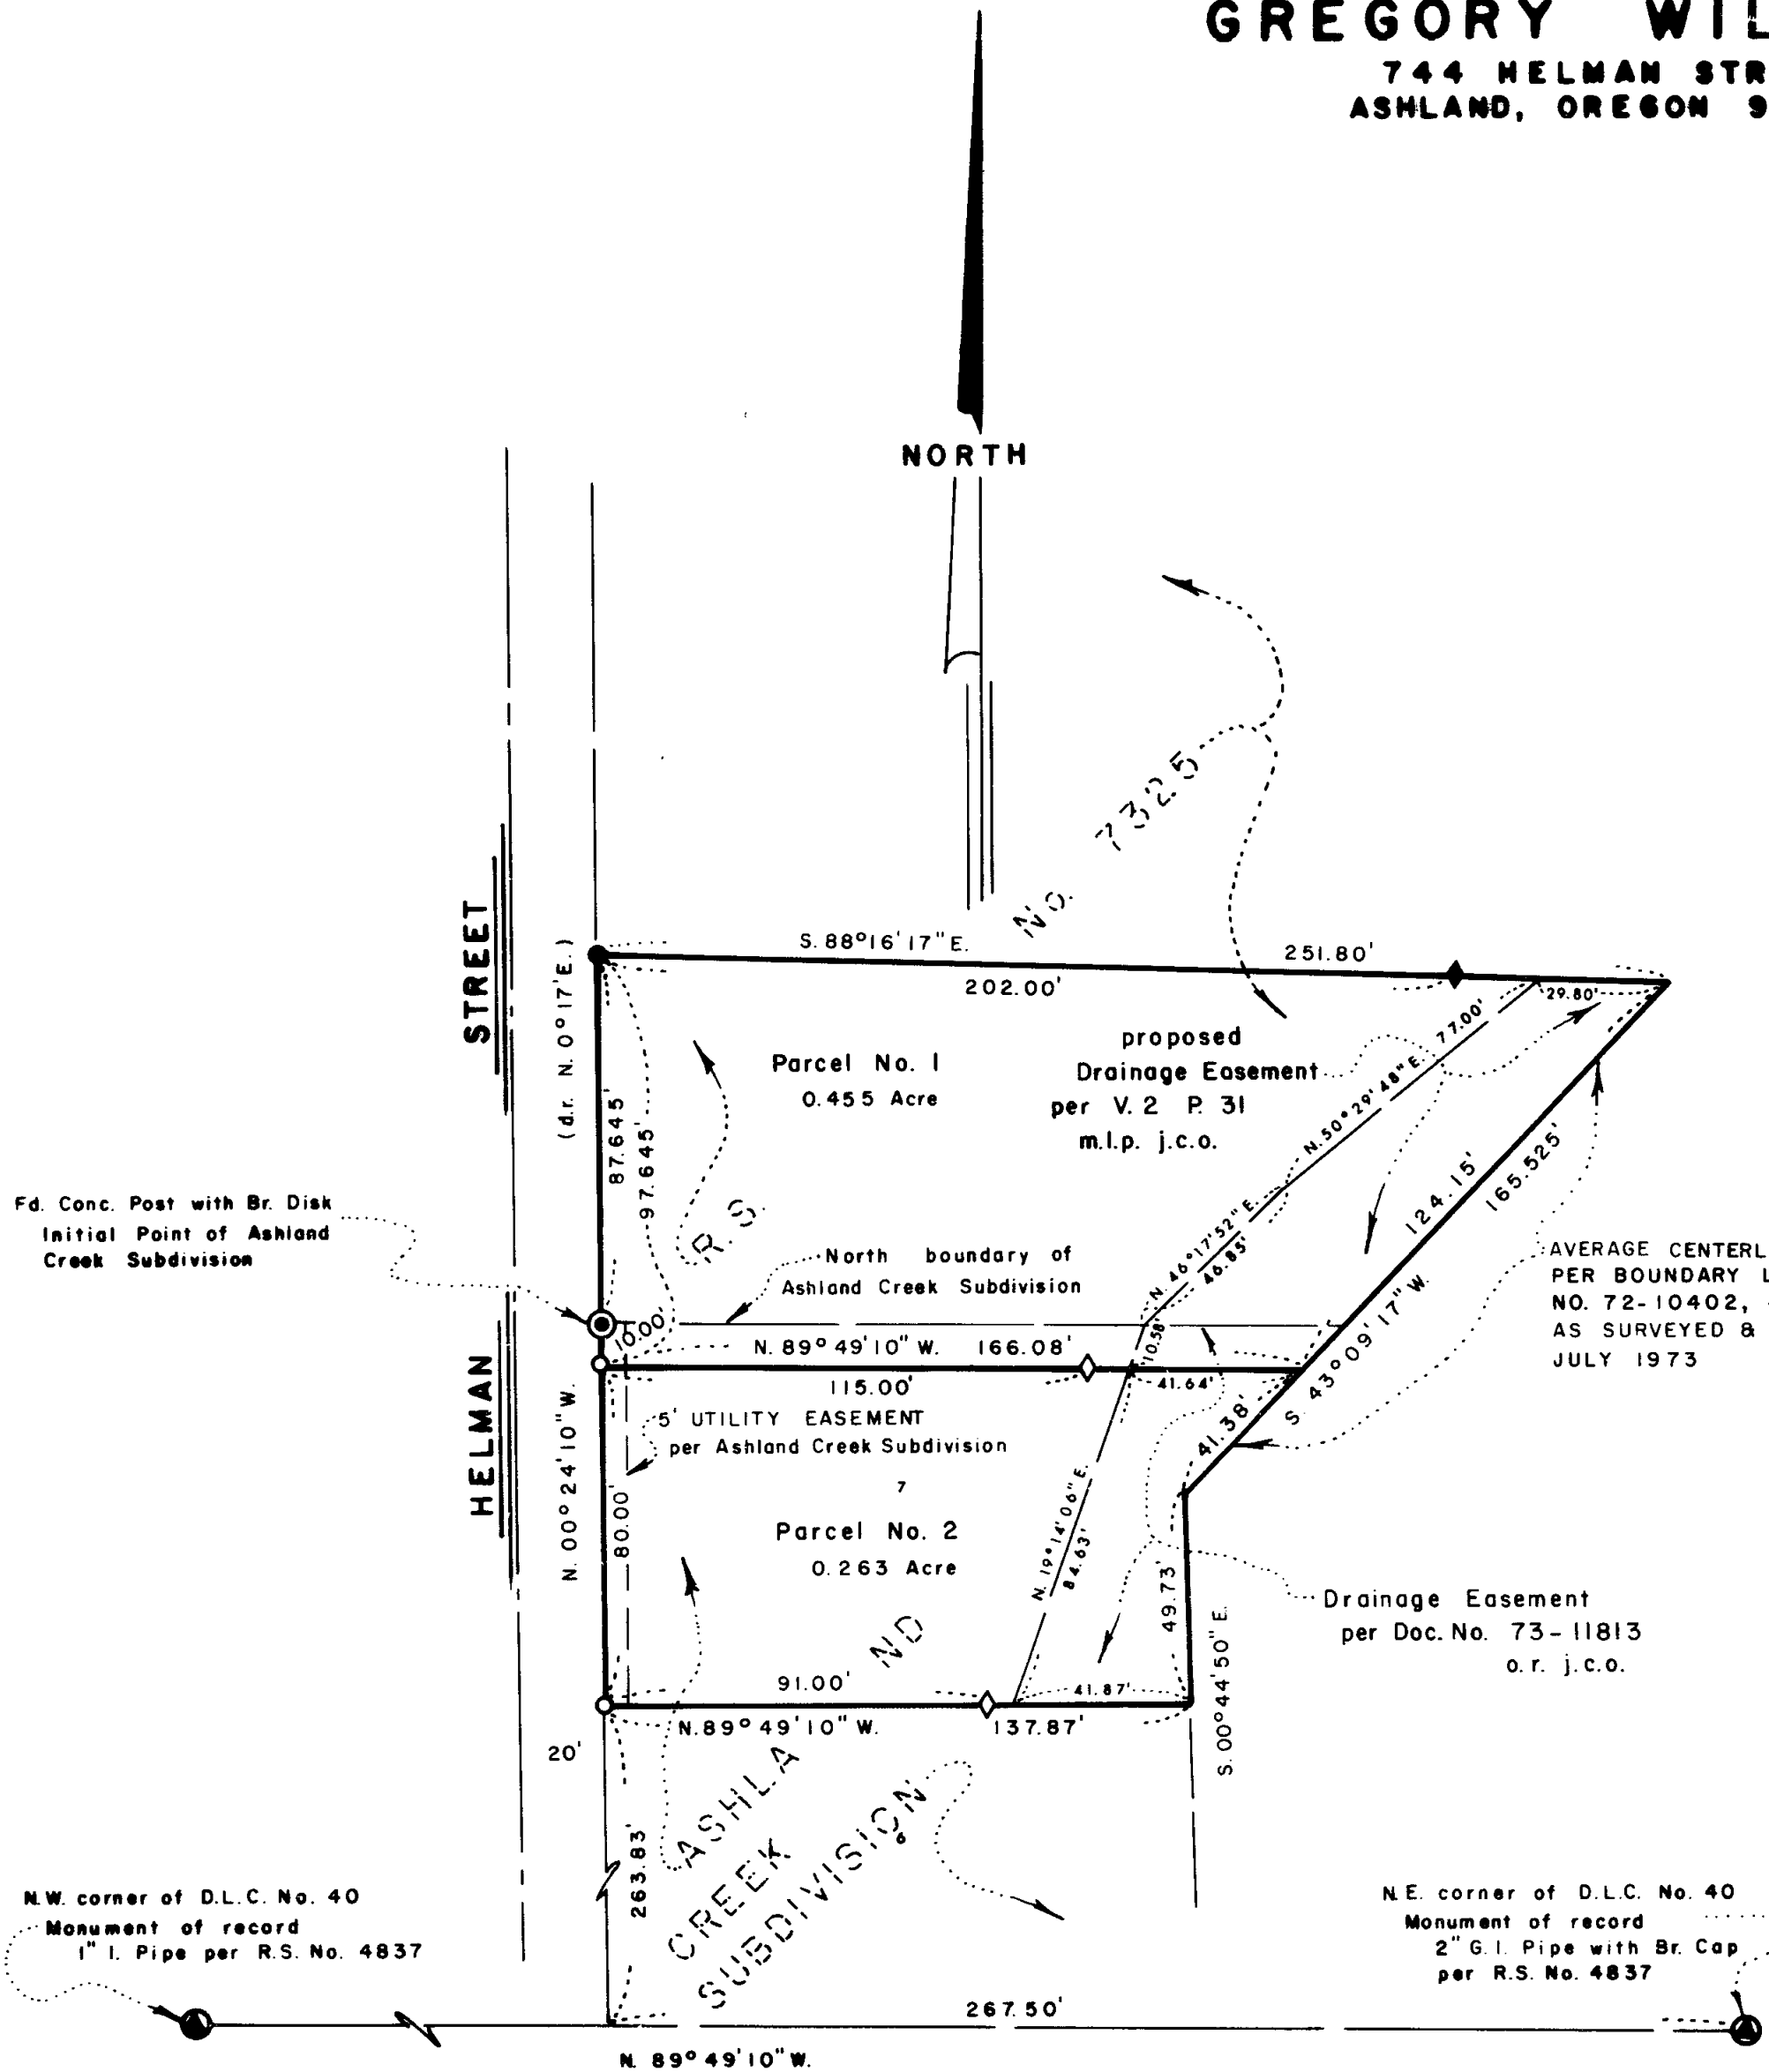 GREGORY WIL
744 HELMAN STR
ASHLAND, OREGON 9
NORTH
No. 7325
R.S.
STREET
HELMAN
(d.r. N. 0°17'E.)
S. 88°16'17"E.
251.80'
202.00'
29.80'
Parcel No. 1
0.455 Acre
proposed
Drainage Easement
per V. 2 P. 31
m.l.p. j.c.o.
N. 50°29'48"E. 77.00'
87.645'
97.645'
124.15'
165.525'
N. 46°17'52"E.
46.85'
Fd. Conc. Post with Br. Disk
Initial Point of Ashland
Creek Subdivision
North boundary of
Ashland Creek Subdivision
AVERAGE CENTERL
PER BOUNDARY L
NO. 72-10402,
AS SURVEYED &
JULY 1973
10.00'
10.58'
N. 89°49'10"W. 166.08'
115.00'
41.64'
S. 43°09'17"W.
41.38'
5' UTILITY EASEMENT
per Ashland Creek Subdivision
7
N. 00°24'10"W.
80.00'
Parcel No. 2
0.263 Acre
N. 19°14'06"E.
84.63'
49.73'
S. 00°44'50"E.
Drainage Easement
per Doc. No. 73-11813
o.r. j.c.o.
91.00'
41.87'
N. 89°49'10"W.
137.87'
20'
263.83'
ASHLA ND
CREEK
SUBDIVISION
6
N.W. corner of D.L.C. No. 40
Monument of record
1" I. Pipe per R.S. No. 4837
N.E. corner of D.L.C. No. 40
Monument of record
2" G.I. Pipe with Br. Cap
per R.S. No. 4837
267.50'
N. 89°49'10"W.